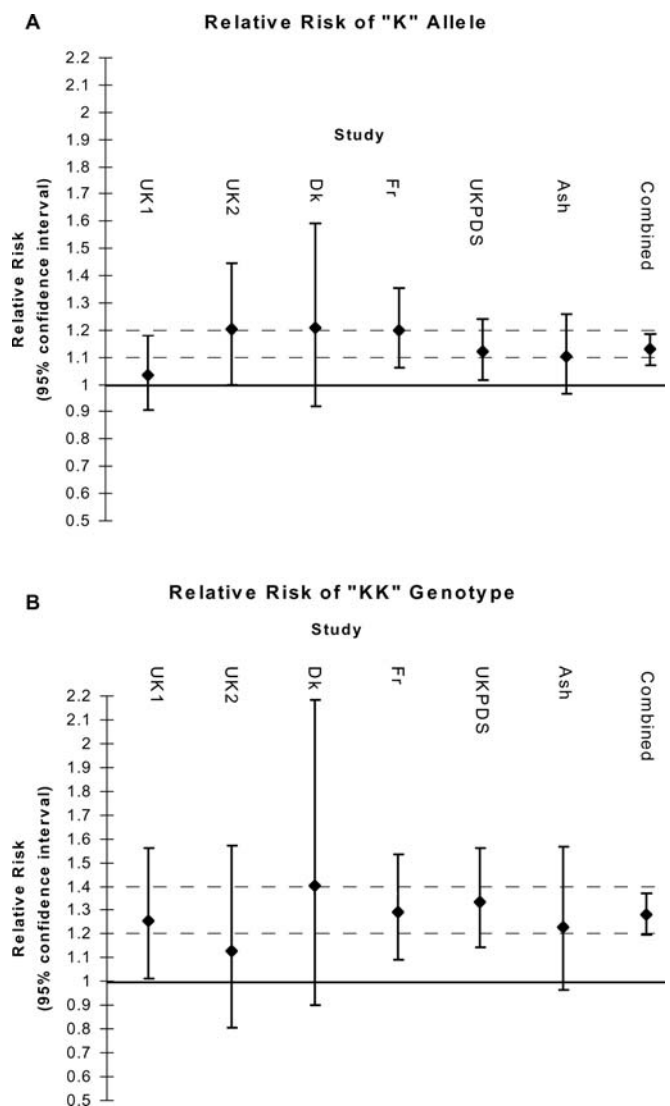 A
Relative Risk of "K" Allele
Relative Risk
(95% confidence interval)
2.2
2.1
2
1.9
1.8
1.7
1.6
1.5
1.4
1.3
1.2
1.1
1
0.9
0.8
0.7
0.6
0.5
Study
UK1
UK2
Dk
Fr
UKPDS
Ash
Combined
B
Relative Risk of "KK" Genotype
Study
Relative Risk
(95% confidence interval)
2.2
2.1
2
1.9
1.8
1.7
1.6
1.5
1.4
1.3
1.2
1
0.9
0.8
0.7
0.6
0.5
UK1
UK2
Dk
Fr
UKPDS
Ash
Combined